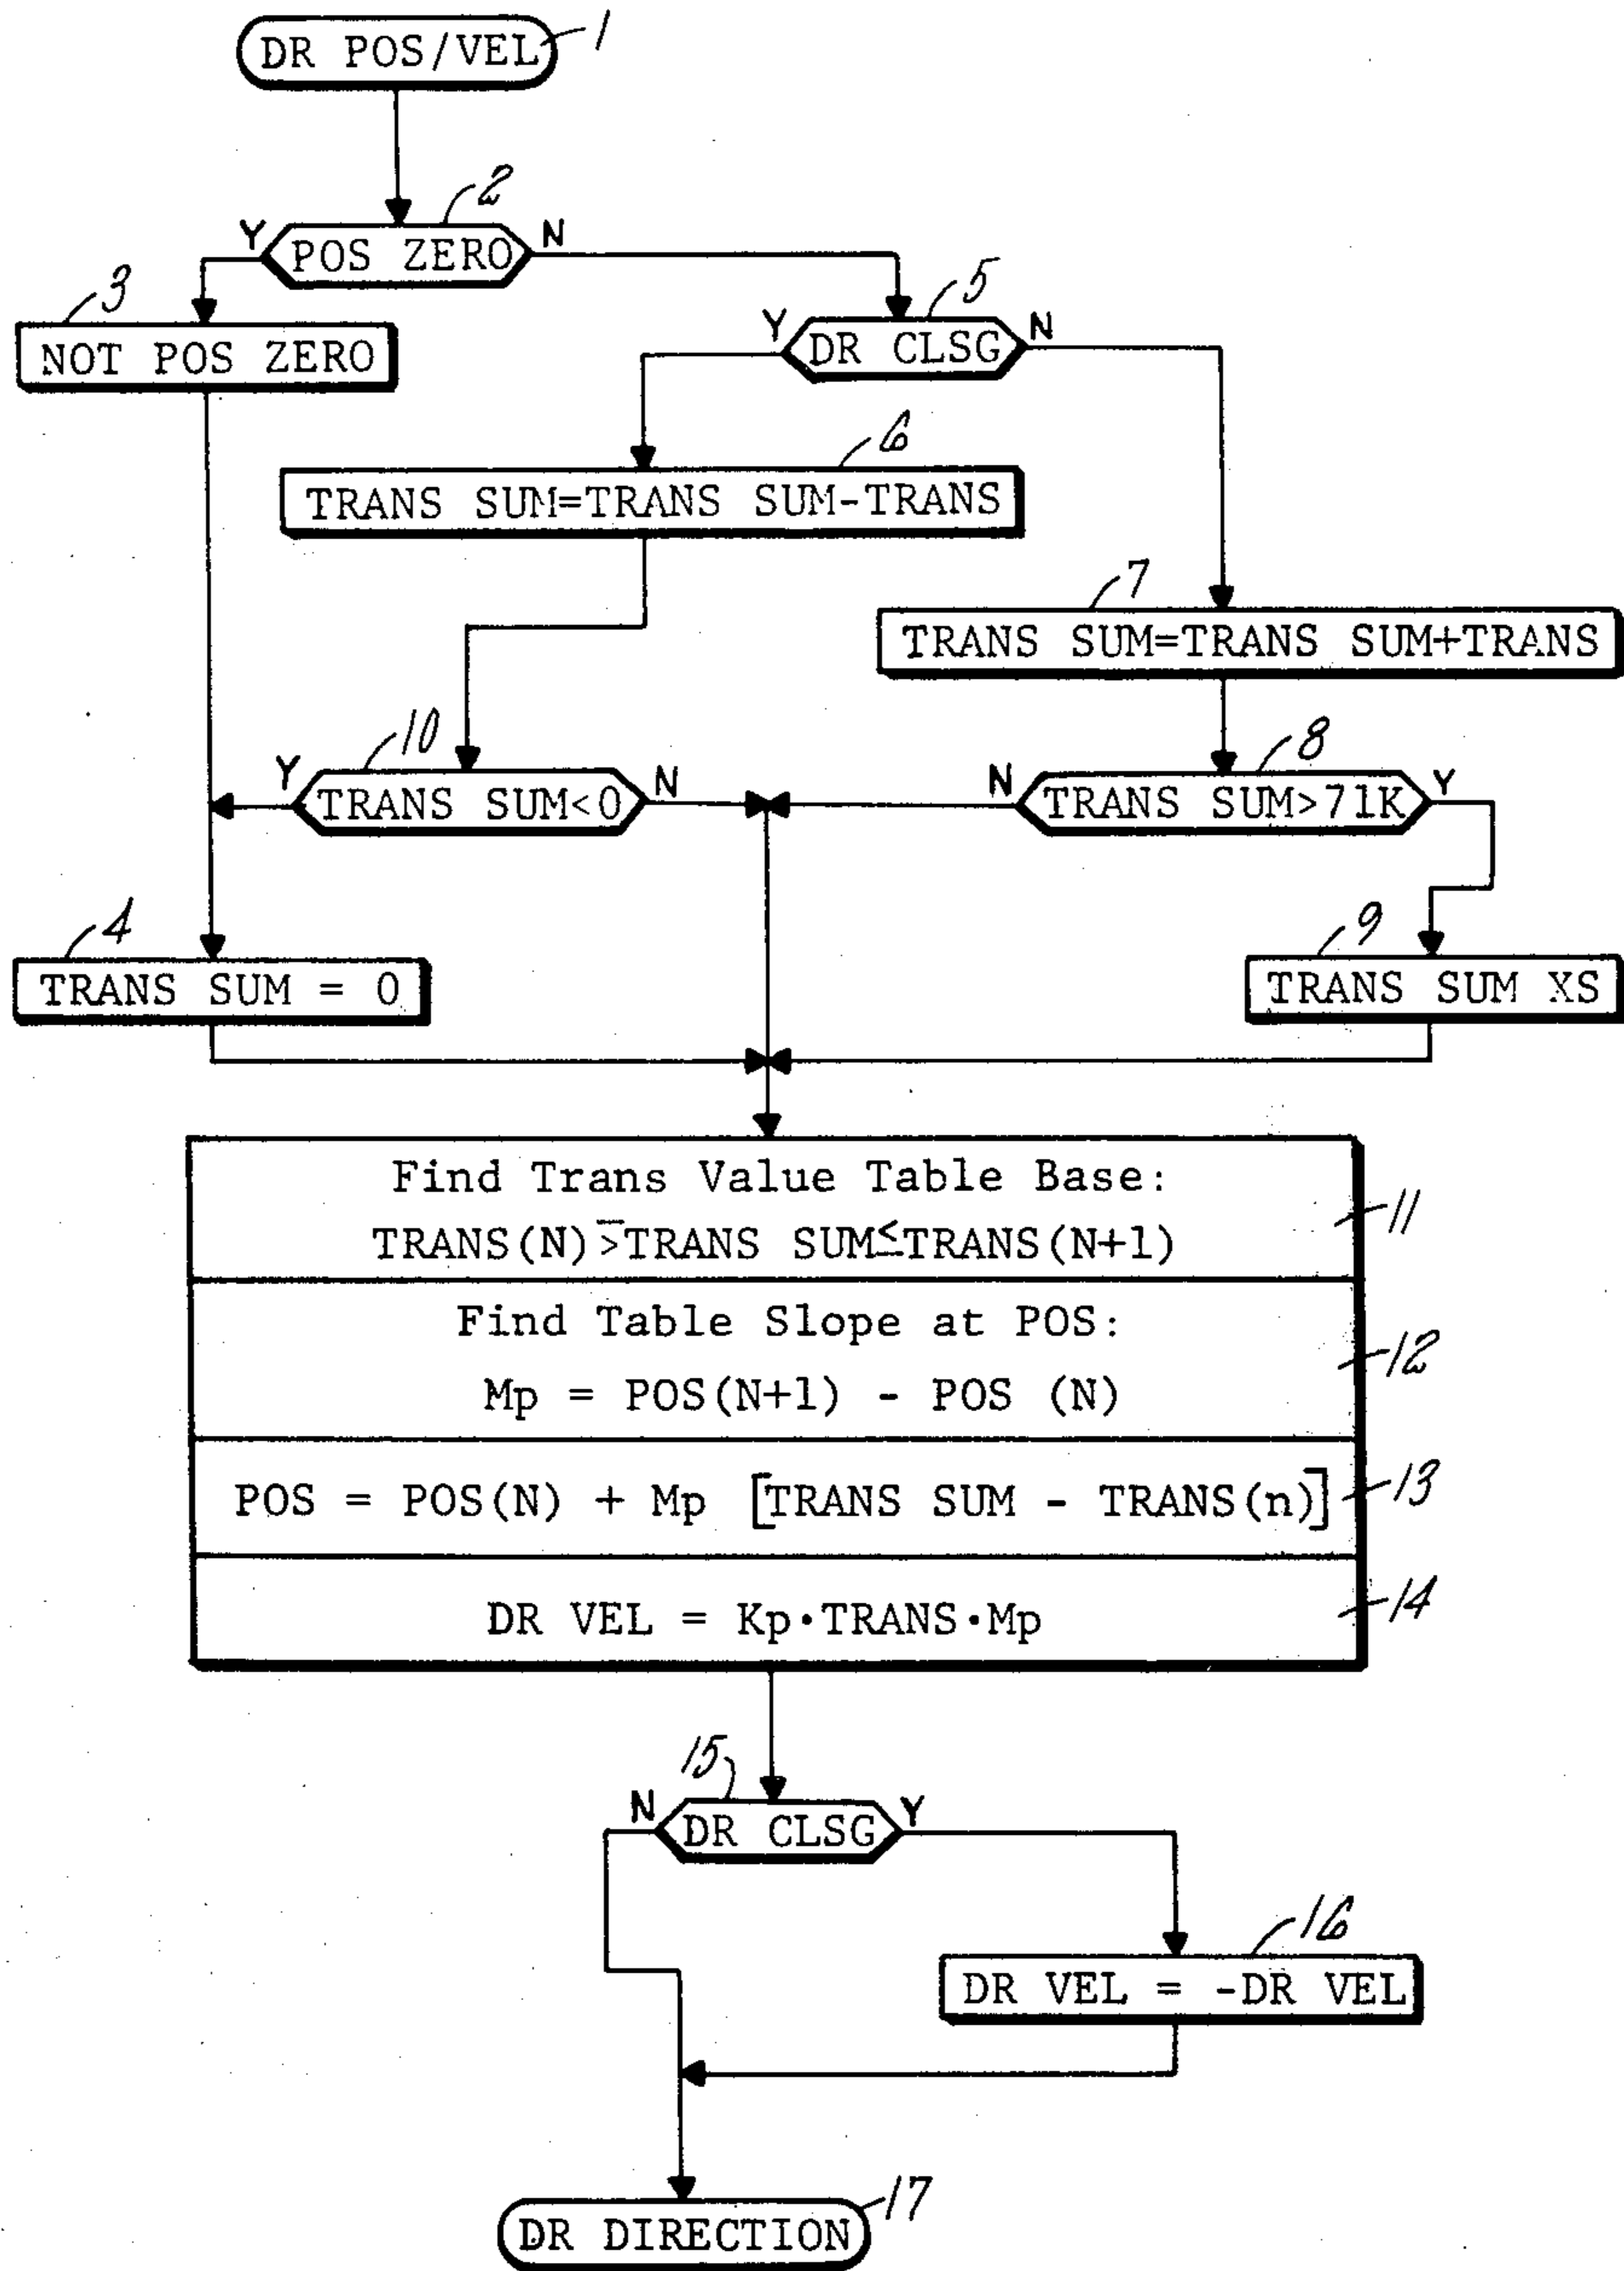 DR POS/VEL 1
2
Y POS ZERO N
3
NOT POS ZERO
5
Y DR CLSG N
6
TRANS SUM=TRANS SUM-TRANS
7
TRANS SUM=TRANS SUM+TRANS
10
Y TRANS SUM<0 N
8
N TRANS SUM>71K Y
4
TRANS SUM = 0
9
TRANS SUM XS
Find Trans Value Table Base:
TRANS(N)>̅TRANS SUM≤TRANS(N+1)
11
Find Table Slope at POS:
Mp = POS(N+1) - POS (N)
12
POS = POS(N) + Mp [TRANS SUM - TRANS(n)]
13
DR VEL = Kp·TRANS·Mp
14
15
N DR CLSG Y
16
DR VEL = -DR VEL
DR DIRECTION 17